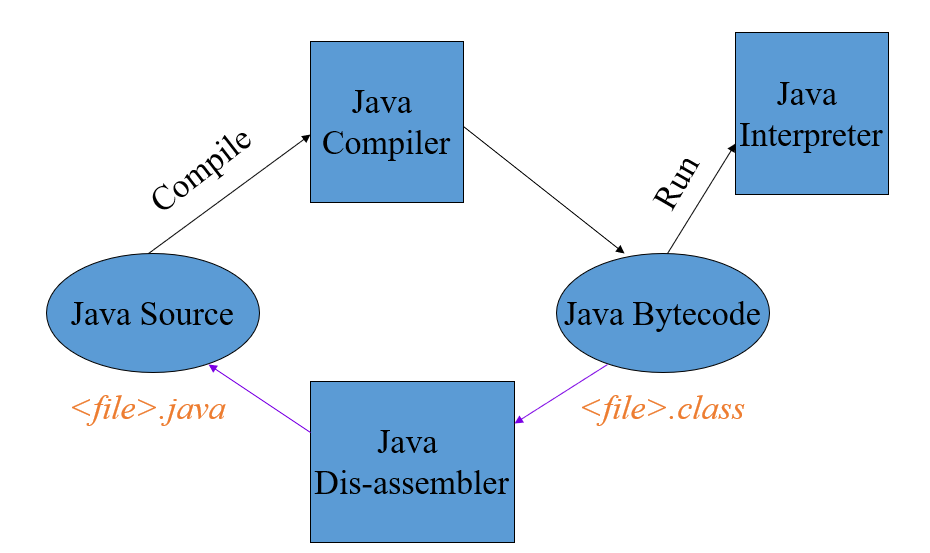 Java
Compiler
Java
Interpreter
Compile
Run
Java Source
Java Bytecode
<file>.java
<file>.class
Java
Dis-assembler